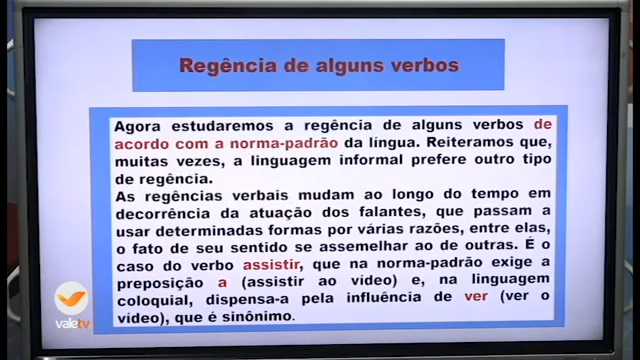 Regência de alguns verbos
Agora estudaremos a regência de alguns verbos de
acordo com a norma-padrão da língua. Reiteramos que,
muitas vezes, a linguagem informal prefere outro tipo
de regência.
As regências verbais mudam ao longo do tempo em
decorrência da atuação dos falantes, que passam a
usar determinadas formas por várias razões, entre elas,
o fato de seu sentido se assemelhar ao de outras. É o
caso do verbo assistir, que na norma-padrão exige a
preposição a (assistir ao vídeo) e, na linguagem
coloquial, dispensa-a pela influência de ver (ver o
vídeo), que é sinônimo.
valetv